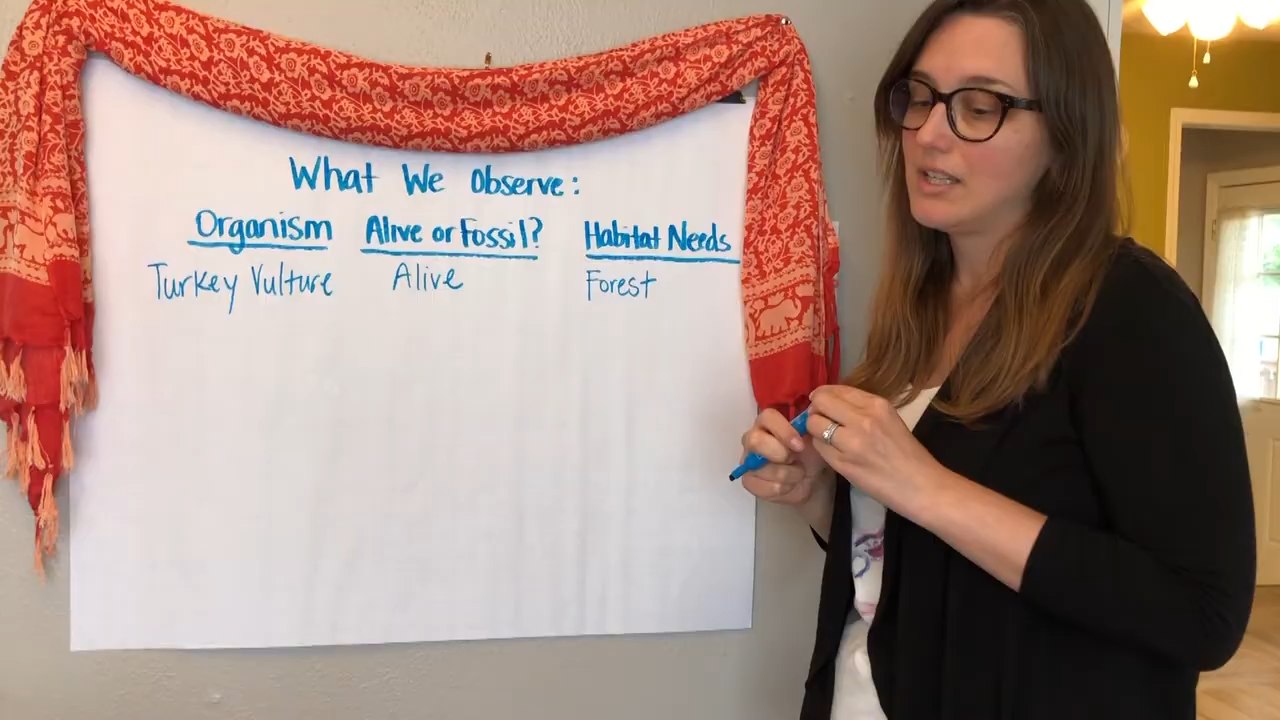 What We Observe:
Organism Alive or Fossil? Habitat Needs
Turkey Vulture Alive Forest